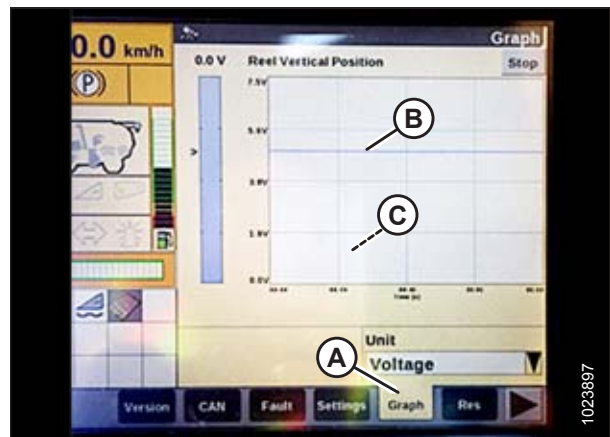 0.0 km/h
Graph
0.0 V
Reel Vertical Position
Stop
(P)
7.5V
B
5.6V
3.8V
C
1.9V
0.0V
Time [s]
Unit
A
Voltage
Version
CAN
Fault
Settings
Graph
Res
1023897